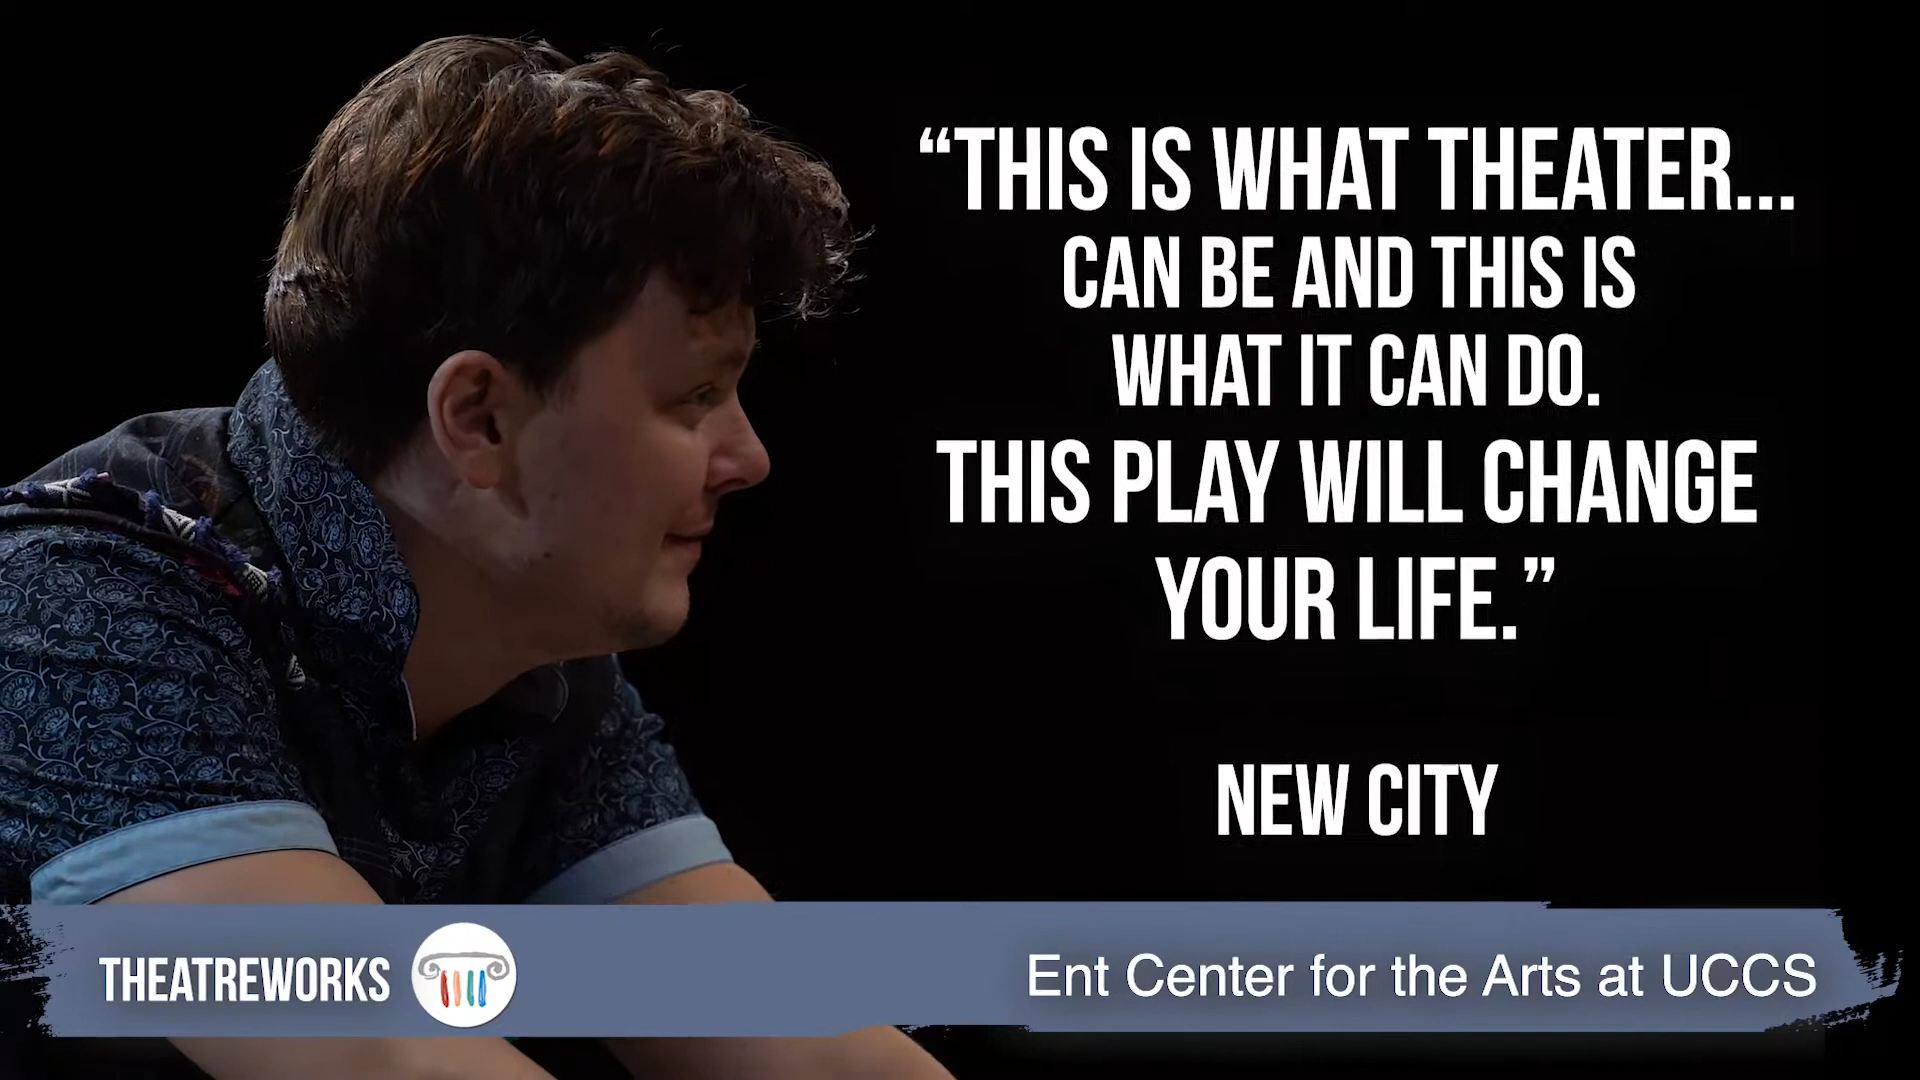 “THIS IS WHAT THEATER...
CAN BE AND THIS IS
WHAT IT CAN DO.
THIS PLAY WILL CHANGE
YOUR LIFE.”
NEW CITY
THEATREWORKS
Ent Center for the Arts at UCCS